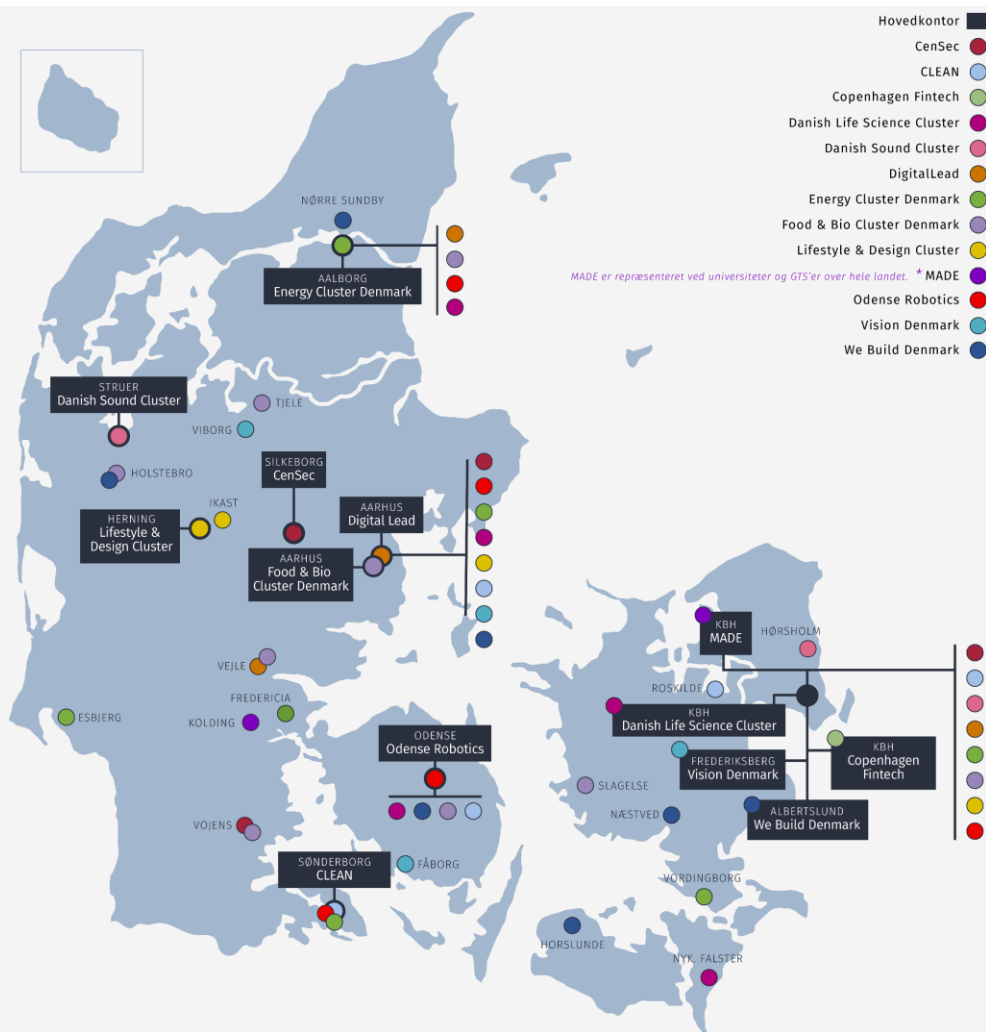 Hovedkontor
CenSec
CLEAN
Copenhagen Fintech
Danish Life Science Cluster
Danish Sound Cluster
DigitalLead
Energy Cluster Denmark
Food & Bio Cluster Denmark
Lifestyle & Design Cluster
MADE er repræsenteret ved universiteter og GTS'er over hele landet. * MADE
Odense Robotics
Vision Denmark
We Build Denmark
NØRRE SUNDBY
AALBORG
Energy Cluster Denmark
STRUER
Danish Sound Cluster
TJELE
VIBORG
HOLSTEBRO
SILKEBORG
CenSec
IKAST
HERNING
Lifestyle &
Design Cluster
AARHUS
Digital Lead
AARHUS
Food & Bio
Cluster Denmark
VEJLE
FREDERICIA
ESBJERG
KOLDING
ODENSE
Odense Robotics
VOJENS
SØNDERBORG
CLEAN
FÅBORG
KBH
MADE
HØRSHOLM
ROSKILDE
KBH
Danish Life Science Cluster
FREDERIKSBERG
Vision Denmark
KBH
Copenhagen
Fintech
SLAGELSE
NÆSTVED
ALBERTSLUND
We Build Denmark
VORDINGBORG
HORSLUNDE
NYK. FALSTER